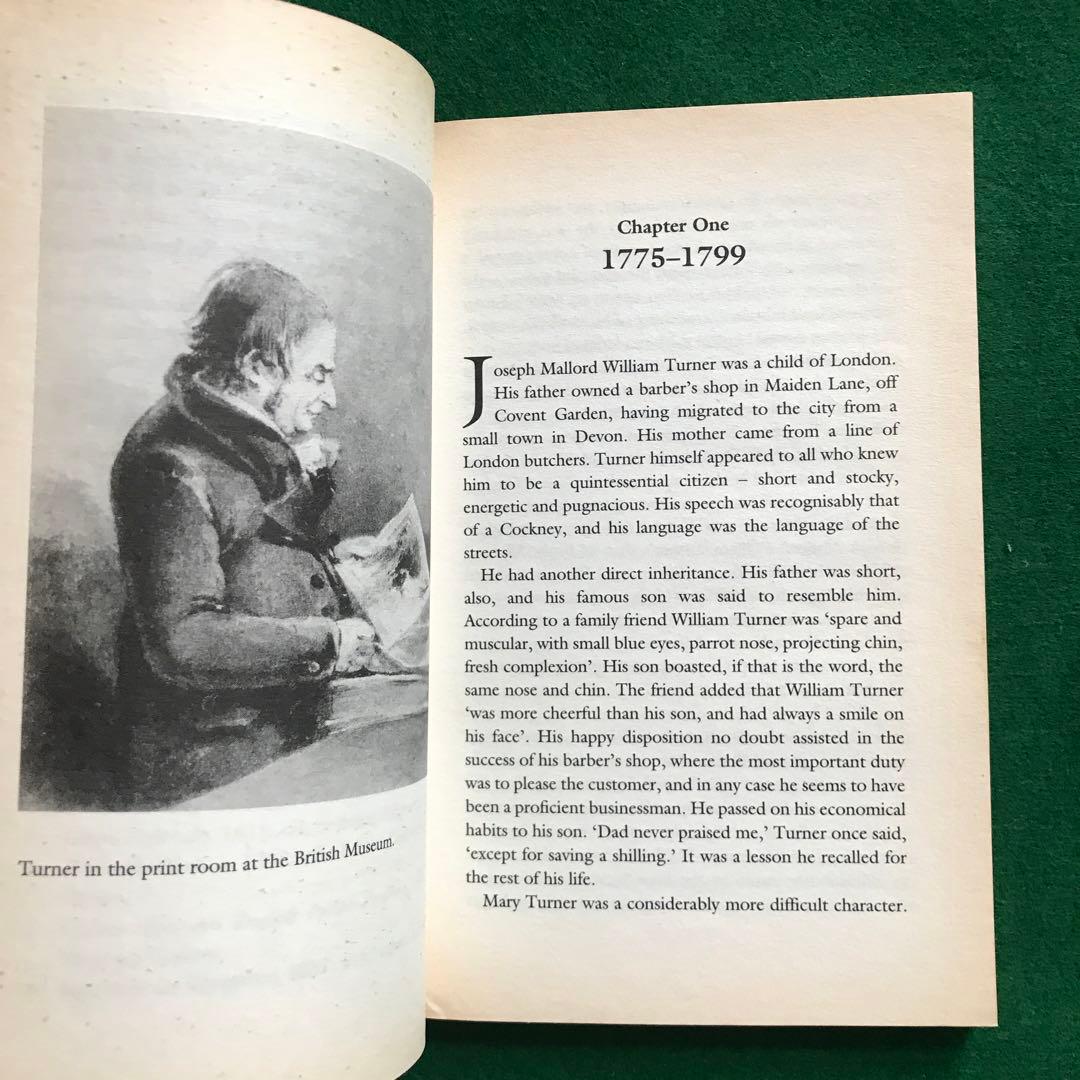 Turner in the print room at the British Museum.
Chapter One
1775–1799
Joseph Mallord William Turner was a child of London.
His father owned a barber's shop in Maiden Lane, off
Covent Garden, having migrated to the city from a
small town in Devon. His mother came from a line of
London butchers. Turner himself appeared to all who knew
him to be a quintessential citizen – short and stocky,
energetic and pugnacious. His speech was recognisably that
of a Cockney, and his language was the language of the
streets.
He had another direct inheritance. His father was short,
also, and his famous son was said to resemble him.
According to a family friend William Turner was ‘spare and
muscular, with small blue eyes, parrot nose, projecting chin,
fresh complexion’. His son boasted, if that is the word, the
same nose and chin. The friend added that William Turner
‘was more cheerful than his son, and had always a smile on
his face’. His happy disposition no doubt assisted in the
success of his barber's shop, where the most important duty
was to please the customer, and in any case he seems to have
been a proficient businessman. He passed on his economical
habits to his son. ‘Dad never praised me,’ Turner once said,
‘except for saving a shilling.’ It was a lesson he recalled for
the rest of his life.
Mary Turner was a considerably more difficult character.